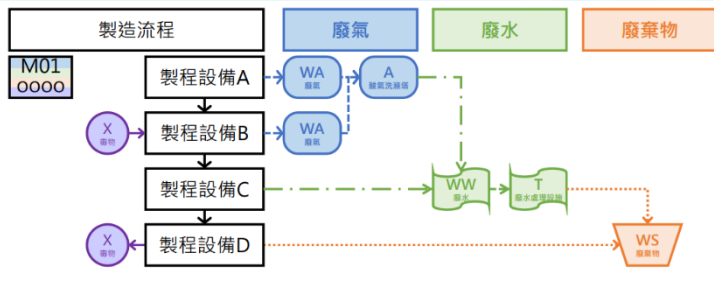 製造流程
廢氣
廢水
廢棄物
M01
oooo
製程設備A
WA
廢氣
A
酸氣洗滌塔
X
毒物
製程設備B
WA
廢氣
製程設備C
WW
廢水
T
廢水處理設施
X
毒物
製程設備D
WS
廢棄物